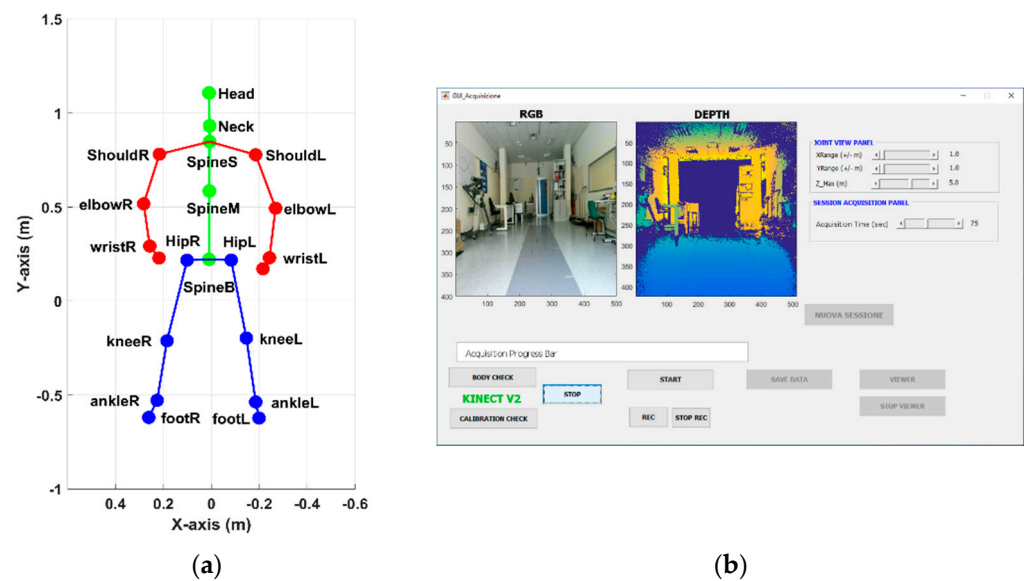 1.5
1
0.5
0
-0.5
-1
Y-axis (m)
0.4 0.2 0 -0.2 -0.4 -0.6
X-axis (m)
Head
Neck
ShouldR
ShouldL
SpineS
elbowR
SpineM
elbowL
wristR
HipR
HipL
wristL
SpineB
kneeR
kneeL
ankleR
ankleL
footR
footL
(a)
GUI_Acquisizione
RGB
50
100
150
200
250
300
350
400
100 200 300 400 500
DEPTH
50
100
150
200
250
300
350
400
100 200 300 400 500
JOINT VIEW PANEL
XRange (+/- m) 1.0
YRange (+/- m) 1.0
Z_Max (m) 5.0
SESSION ACQUISITION PANEL
Acquisition Time (sec) 75
NUOVA SESSIONE
Acquisition Progress Bar
BODY CHECK
KINECT V2
CALIBRATION CHECK
STOP
START
REC
STOP REC
SAVE DATA
VIEWER
STOP VIEWER
(b)